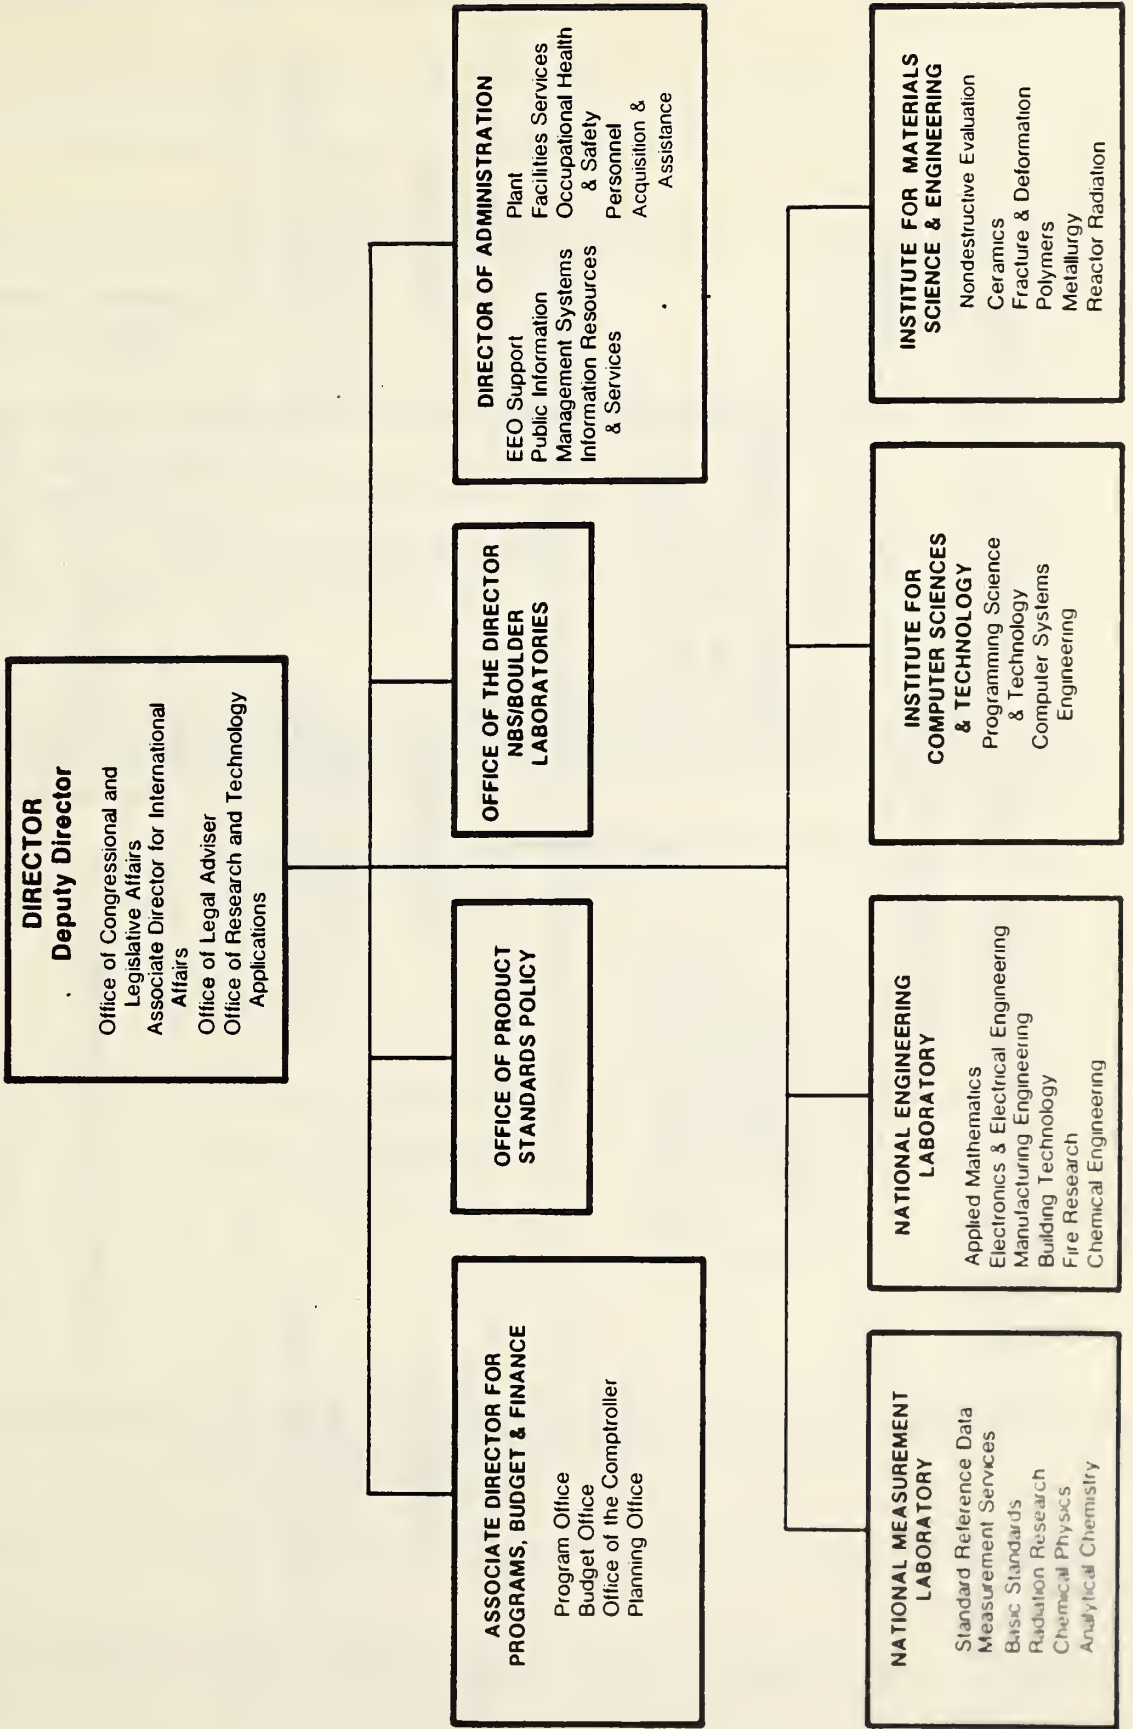 DIRECTOR
Deputy Director
Office of Congressional and
Legislative Affairs
Associate Director for International
Affairs
Office of Legal Adviser
Office of Research and Technology
Applications
ASSOCIATE DIRECTOR FOR
PROGRAMS, BUDGET & FINANCE
Program Office
Budget Office
Office of the Comptroller
Planning Office
OFFICE OF PRODUCT
STANDARDS POLICY
OFFICE OF THE DIRECTOR
NBS/BOULDER
LABORATORIES
DIRECTOR OF ADMINISTRATION
EEO Support
Public Information
Management Systems
Information Resources
& Services
Plant
Facilities Services
Occupational Health
& Safety
Personnel
Acquisition &
Assistance
NATIONAL MEASUREMENT
LABORATORY
Standard Reference Data
Measurement Services
Basic Standards
Radiation Research
Chemical Physics
Analytical Chemistry
NATIONAL ENGINEERING
LABORATORY
Applied Mathematics
Electronics & Electrical Engineering
Manufacturing Engineering
Building Technology
Fire Research
Chemical Engineering
INSTITUTE FOR
COMPUTER SCIENCES
& TECHNOLOGY
Programming Science
& Technology
Computer Systems
Engineering
INSTITUTE FOR MATERIALS
SCIENCE & ENGINEERING
Nondestructive Evaluation
Ceramics
Fracture & Deformation
Polymers
Metallurgy
Reactor Radiation